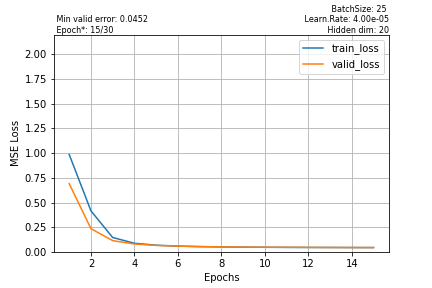 BatchSize: 25
Min valid error: 0.0452
Learn.Rate: 4.00e-05
Epoch*: 15/30
Hidden dim: 20
train_loss
valid_loss
2.00
1.75
1.50
1.25
1.00
0.75
0.50
0.25
0.00
MSE Loss
2 4 6 8 10 12 14
Epochs